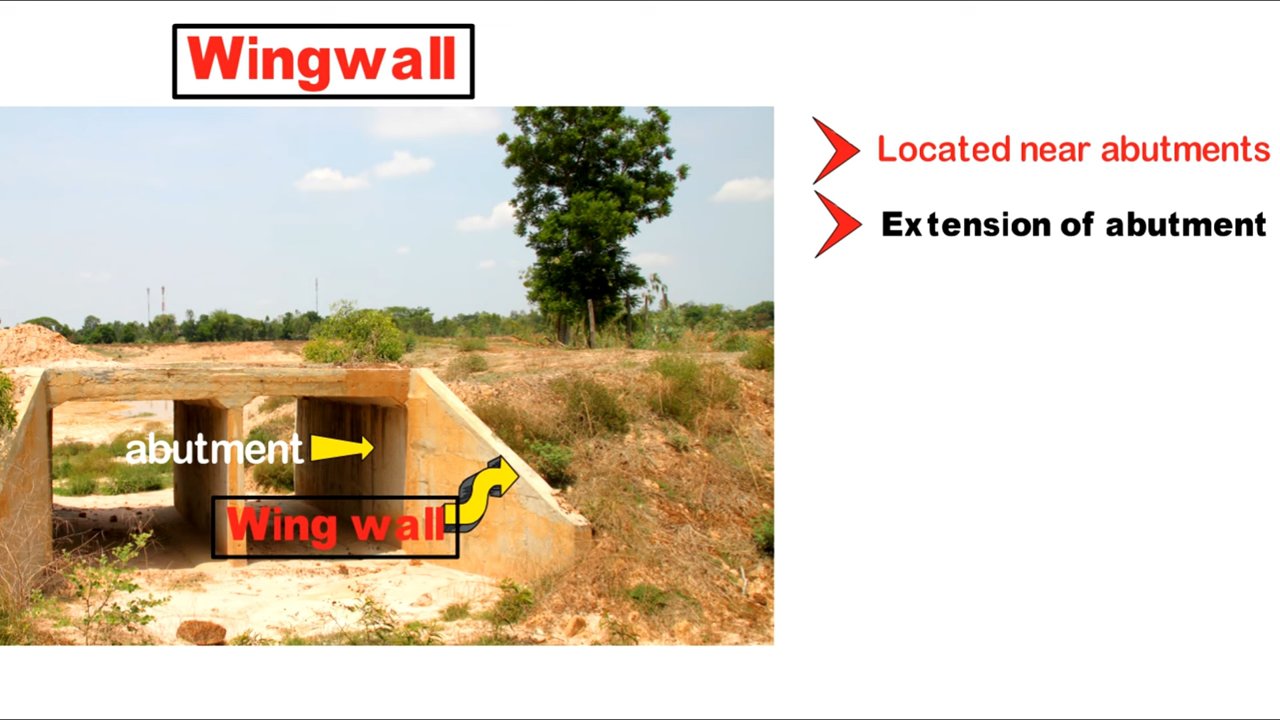 Wingwall
Located near abutments
Extension of abutment
abutment
Wing wall